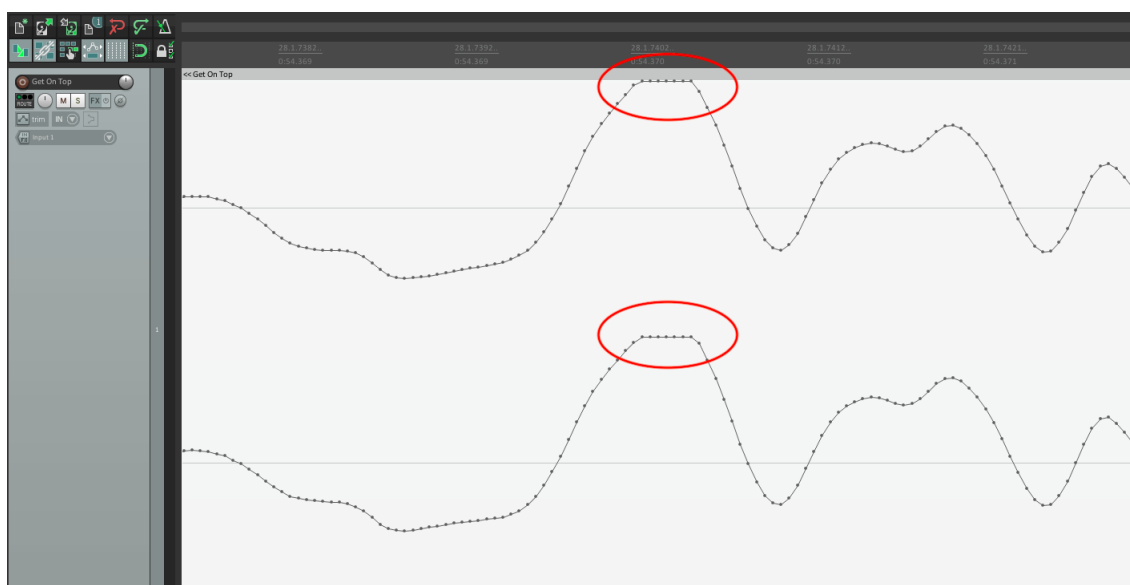 28.1.7382... 28.1.7392... 28.1.7402... 28.1.7412... 28.1.7421...
0:54.369 0:54.369 0:54.370 0:54.370 0:54.371
<< Get On Top
Get On Top
ROUTE M S FX
trim IN
Input 1
1